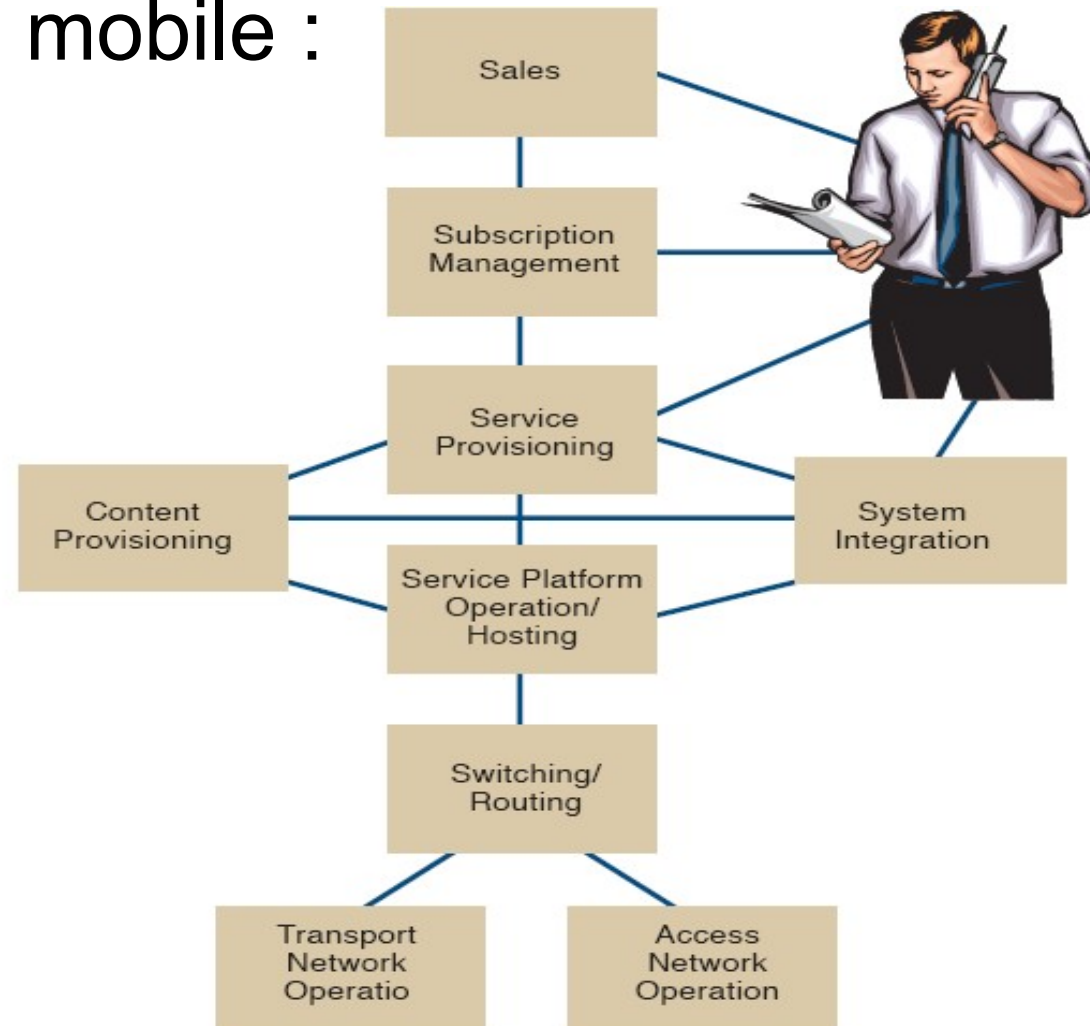 mobile :
Sales
Subscription
Management
Service
Provisioning
Content
Provisioning
System
Integration
Service Platform
Operation/
Hosting
Switching/
Routing
Transport
Network
Operatio
Access
Network
Operation